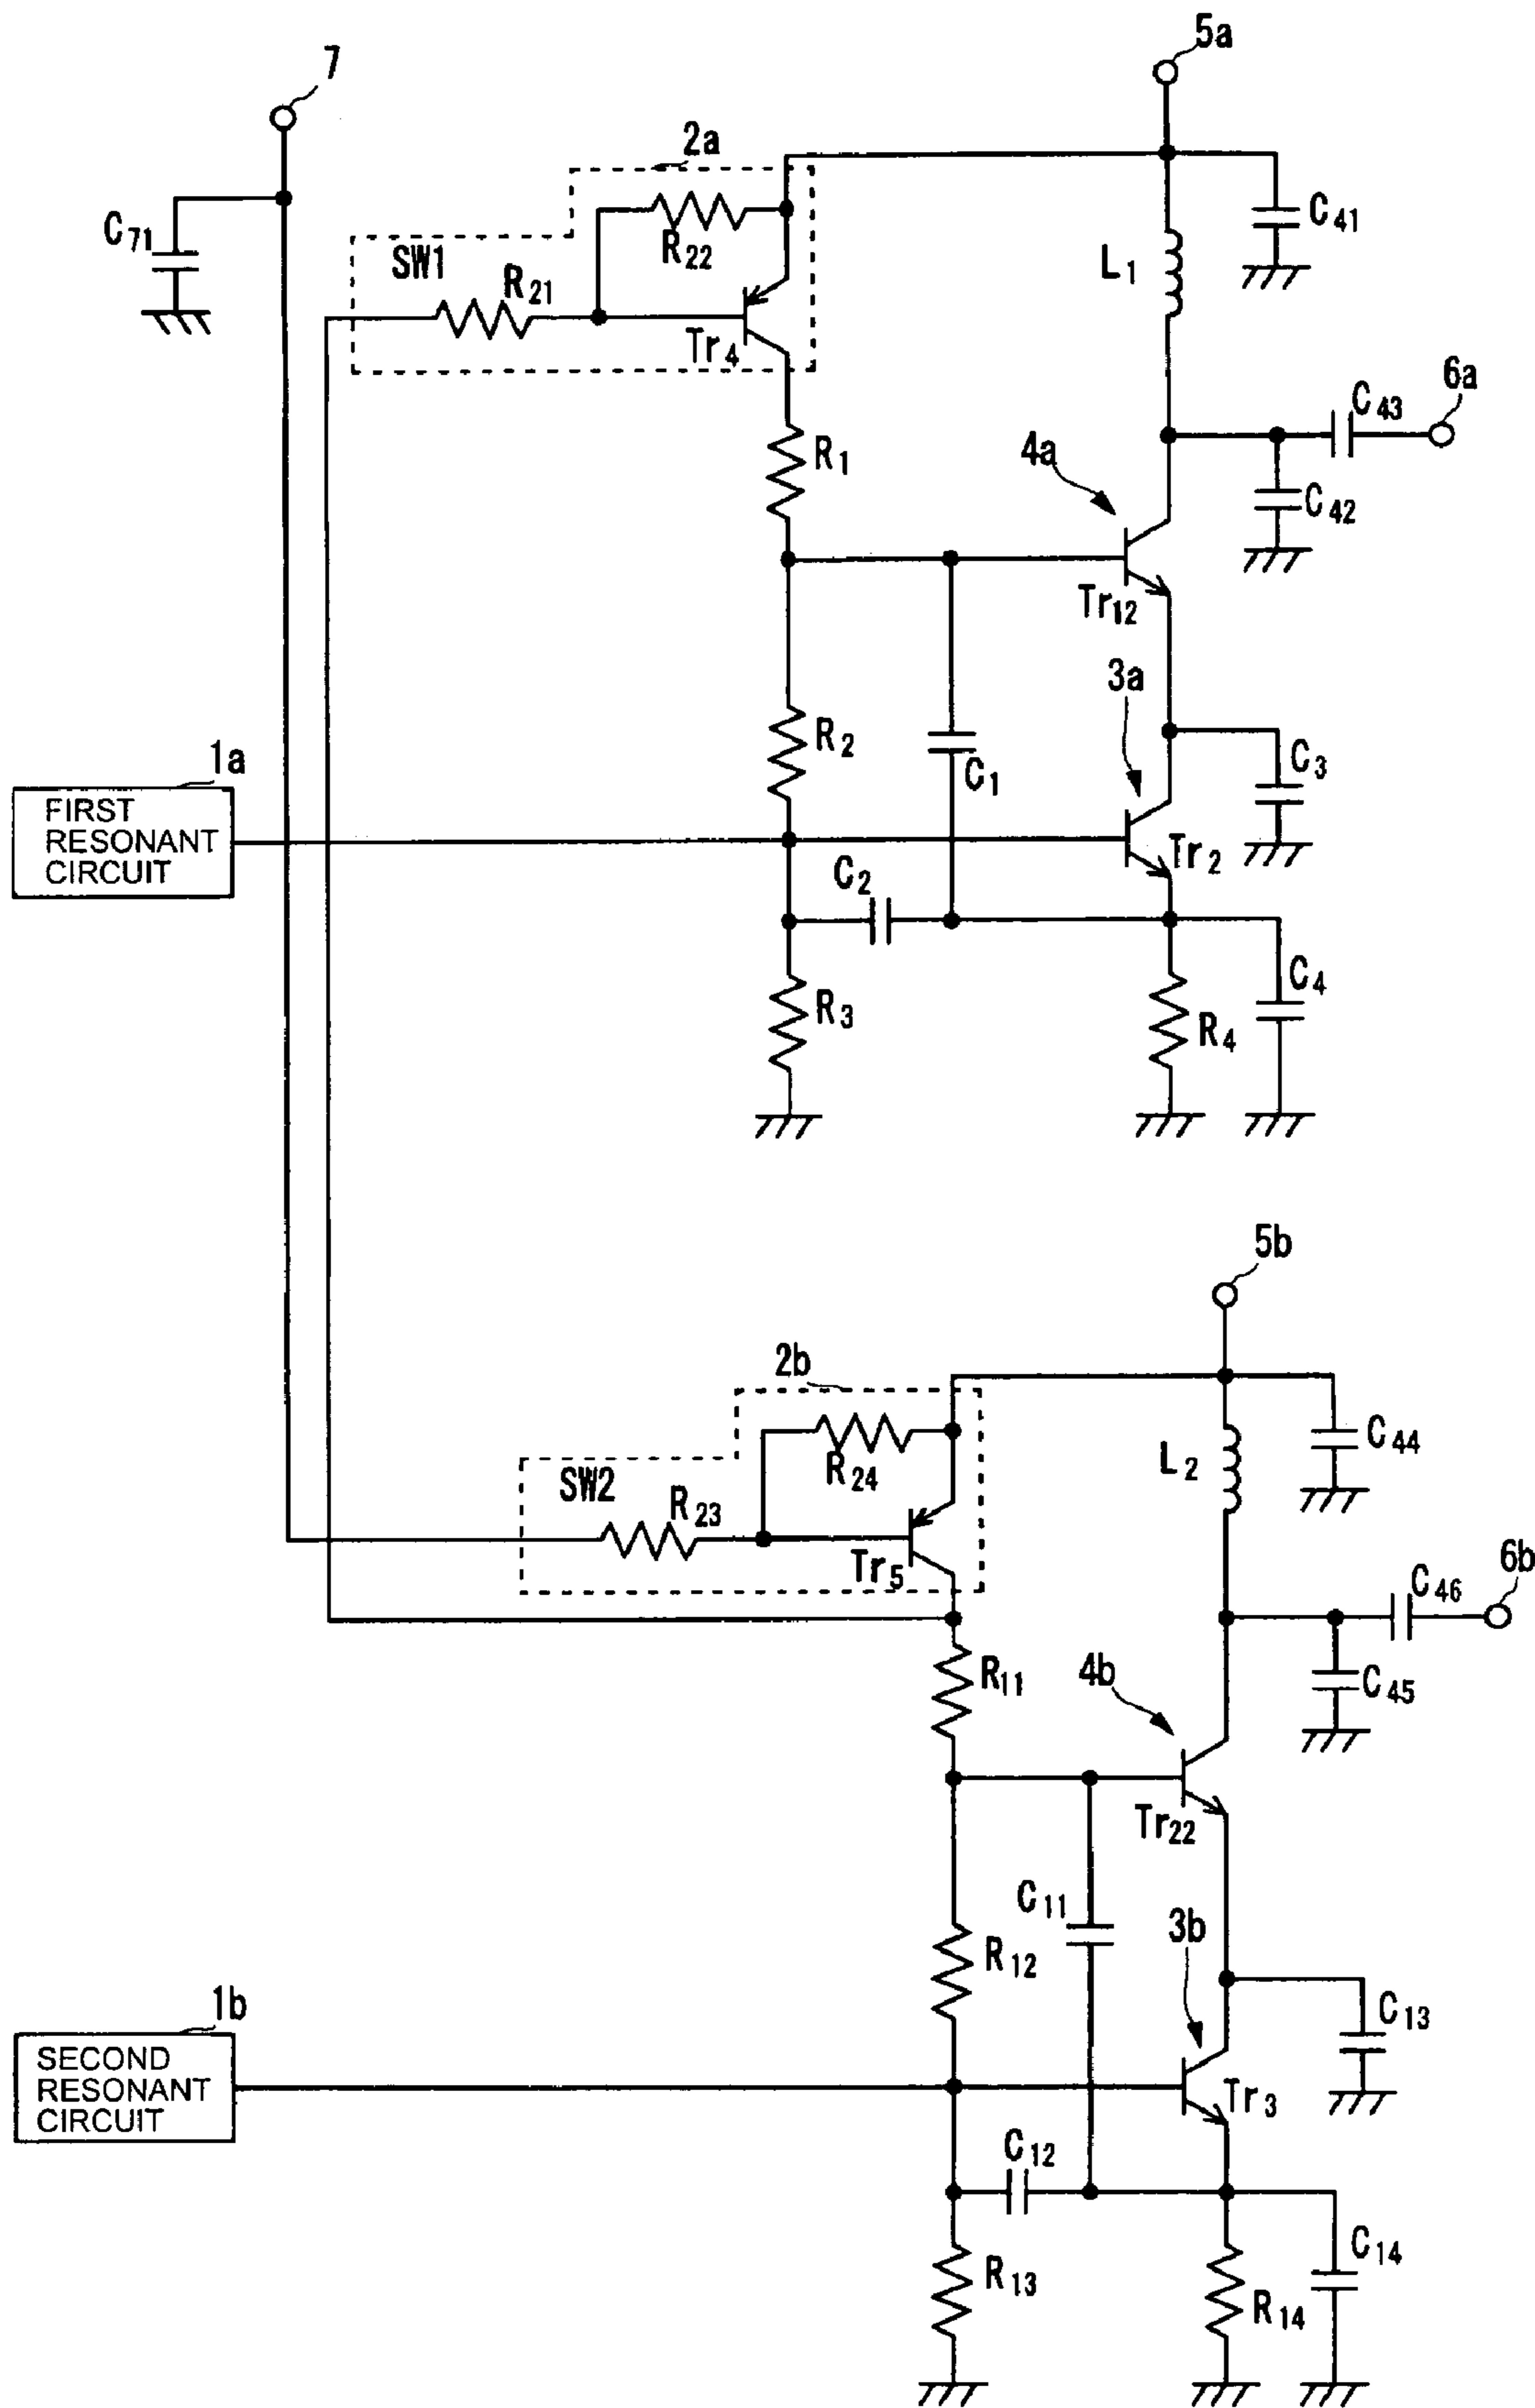 5a
7
2a
C71
R22
SW1
R21
C41
L1
Tr4
6a
C43
R1
4a
C42
Tr12
3a
R2
C1
C3
1a
FIRST
RESONANT
CIRCUIT
Tr2
C2
R3
R4
C4
5b
2b
C44
L2
R24
SW2
R23
Tr5
6b
C46
R11
4b
C45
Tr22
C11
3b
R12
1b
C13
SECOND
RESONANT
CIRCUIT
Tr3
C12
C14
R13
R14